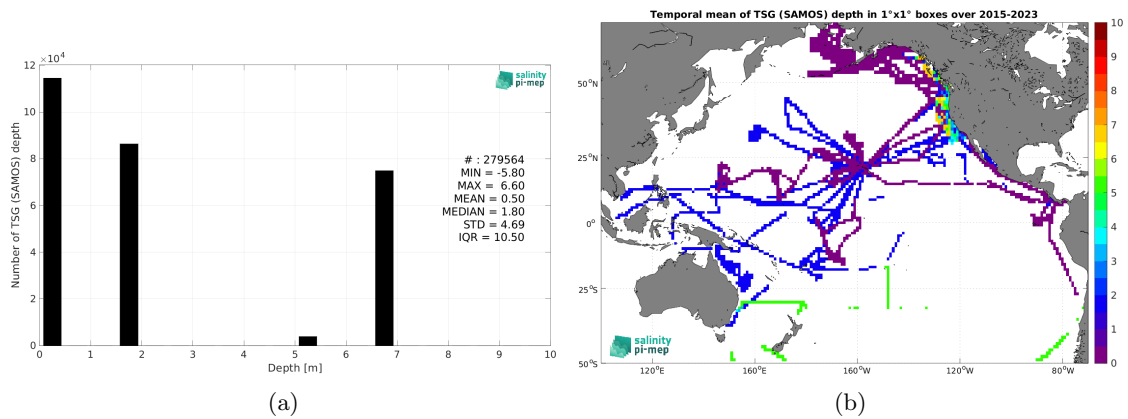 ×10⁴
12
10
8
6
4
2
0
Number of TSG (SAMOS) depth
0 1 2 3 4 5 6 7 8 9 10
Depth [m]
salinity
pi-mep
# : 279564
MIN = -5.80
MAX = 6.60
MEAN = 0.50
MEDIAN = 1.80
STD = 4.69
IQR = 10.50
(a)
Temporal mean of TSG (SAMOS) depth in 1°x1° boxes over 2015-2023
50°N
25°N
0°
25°S
50°S
120°E 160°E 160°W 120°W 80°W
salinity
pi-mep
10
9
8
7
6
5
4
3
2
1
0
(b)